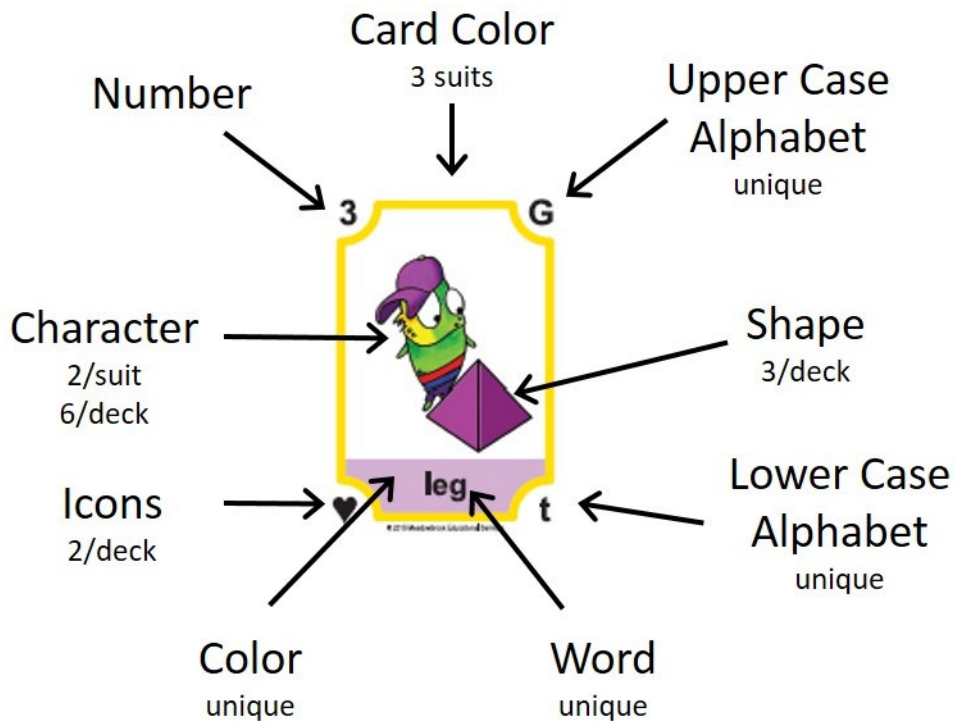 Card Color
3 suits
Number
Upper Case
Alphabet
unique
3
G
Character
2/suit
6/deck
Shape
3/deck
leg
Icons
2/deck
t
Lower Case
Alphabet
unique
Color
unique
Word
unique